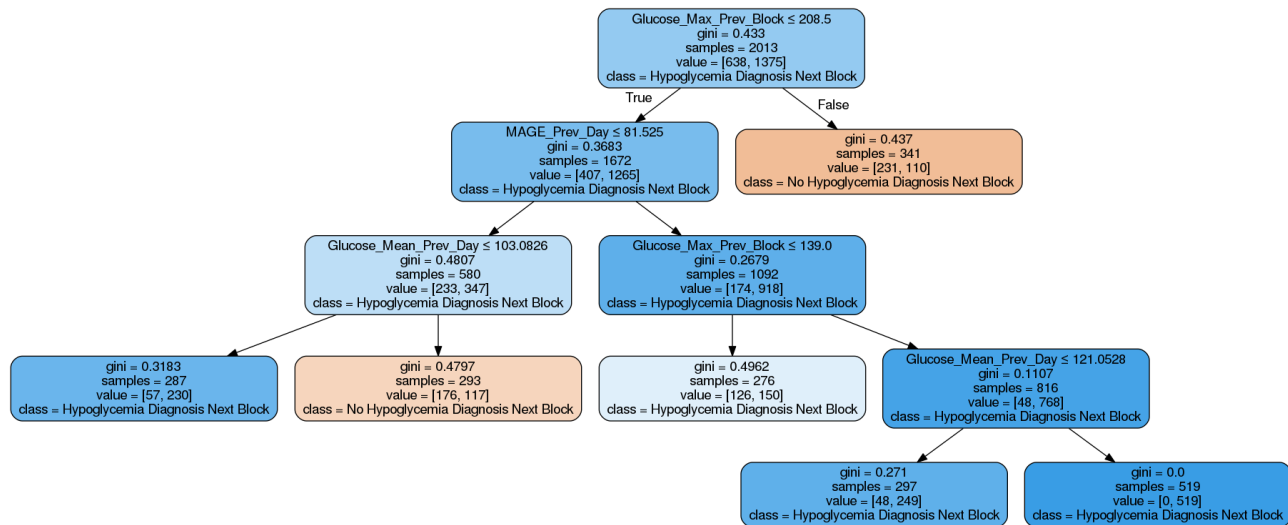 Glucose_Max_Prev_Block ≤ 208.5
gini = 0.433
samples = 2013
value = [638, 1375]
class = Hypoglycemia Diagnosis Next Block
True
False
MAGE_Prev_Day ≤ 81.525
gini = 0.3683
samples = 1672
value = [407, 1265]
class = Hypoglycemia Diagnosis Next Block
gini = 0.437
samples = 341
value = [231, 110]
class = No Hypoglycemia Diagnosis Next Block
Glucose_Mean_Prev_Day ≤ 103.0826
gini = 0.4807
samples = 580
value = [233, 347]
class = Hypoglycemia Diagnosis Next Block
Glucose_Max_Prev_Block ≤ 139.0
gini = 0.2679
samples = 1092
value = [174, 918]
class = Hypoglycemia Diagnosis Next Block
gini = 0.3183
samples = 287
value = [57, 230]
class = Hypoglycemia Diagnosis Next Block
gini = 0.4797
samples = 293
value = [176, 117]
class = No Hypoglycemia Diagnosis Next Block
gini = 0.4962
samples = 276
value = [126, 150]
class = Hypoglycemia Diagnosis Next Block
Glucose_Mean_Prev_Day ≤ 121.0528
gini = 0.1107
samples = 816
value = [48, 768]
class = Hypoglycemia Diagnosis Next Block
gini = 0.271
samples = 297
value = [48, 249]
class = Hypoglycemia Diagnosis Next Block
gini = 0.0
samples = 519
value = [0, 519]
class = Hypoglycemia Diagnosis Next Block